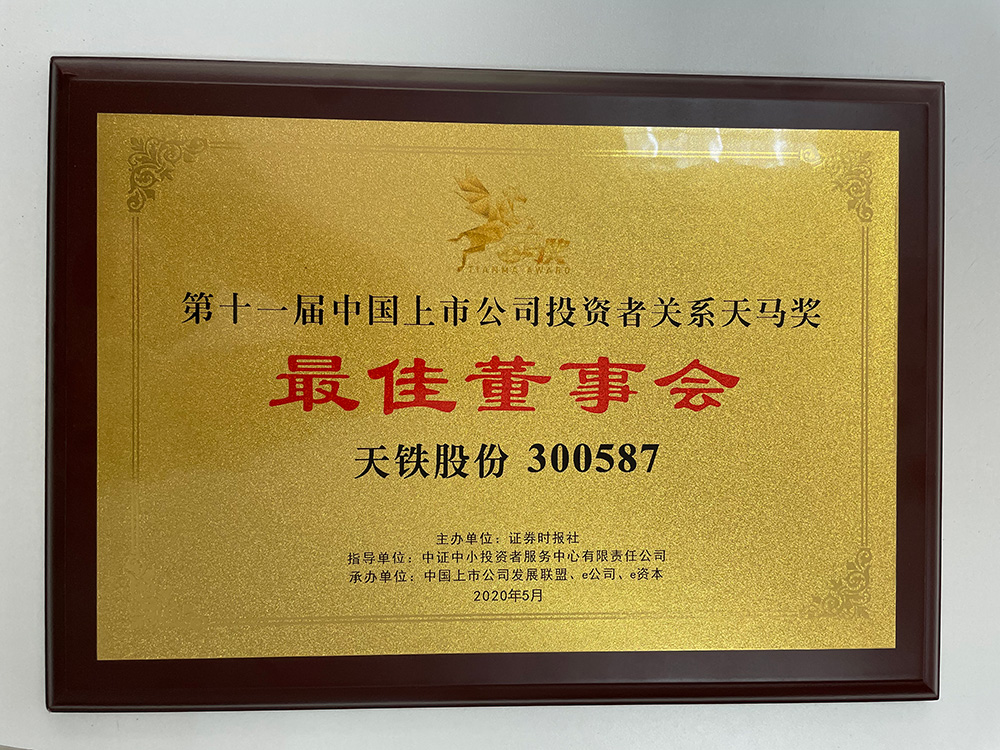 TIANMA AWARD
第十一届中国上市公司投资者关系天马奖
最佳董事会
天铁股份 300587
主办单位：证券时报社
指导单位：中证中小投资者服务中心有限责任公司
承办单位：中国上市公司发展联盟、e公司、e资本
2020年5月